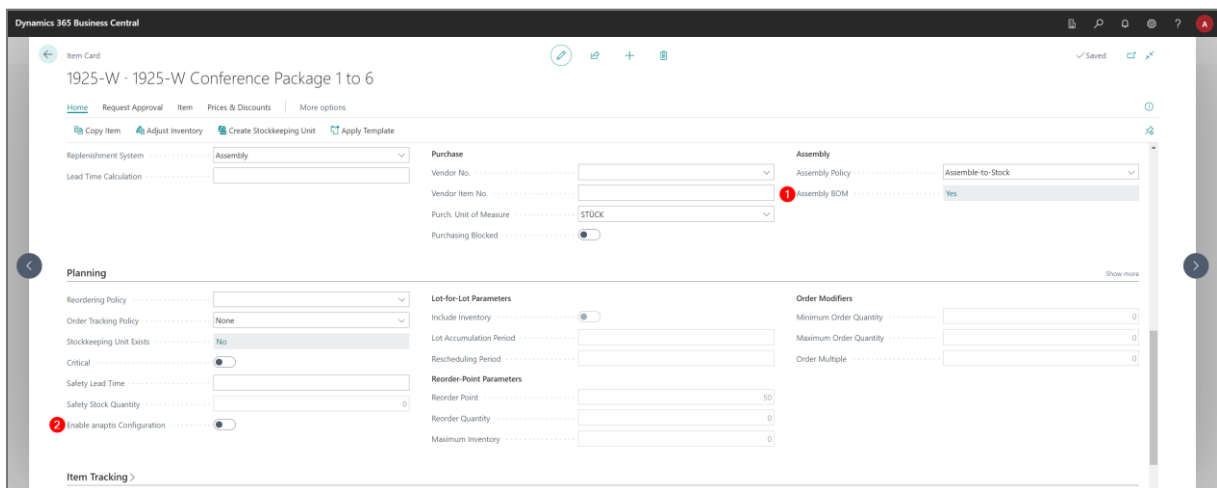 Dynamics 365 Business Central
?
A
Item Card
Saved
1925-W · 1925-W Conference Package 1 to 6
Home Request Approval Item Prices & Discounts More options
Copy Item Adjust Inventory Create Stockkeeping Unit Apply Template
Replenishment System Assembly
Lead Time Calculation
Purchase
Vendor No.
Vendor Item No.
Purch. Unit of Measure STÜCK
Purchasing Blocked
Assembly
Assembly Policy Assemble-to-Stock
1 Assembly BOM Yes
Planning Show more
Reordering Policy
Order Tracking Policy None
Stockkeeping Unit Exists No
Critical
Safety Lead Time
Safety Stock Quantity 0
2 Enable anaptis Configuration
Lot-for-Lot Parameters
Include Inventory
Lot Accumulation Period
Rescheduling Period
Reorder-Point Parameters
Reorder Point 50
Reorder Quantity 0
Maximum Inventory 0
Order Modifiers
Minimum Order Quantity 0
Maximum Order Quantity 0
Order Multiple 0
Item Tracking >